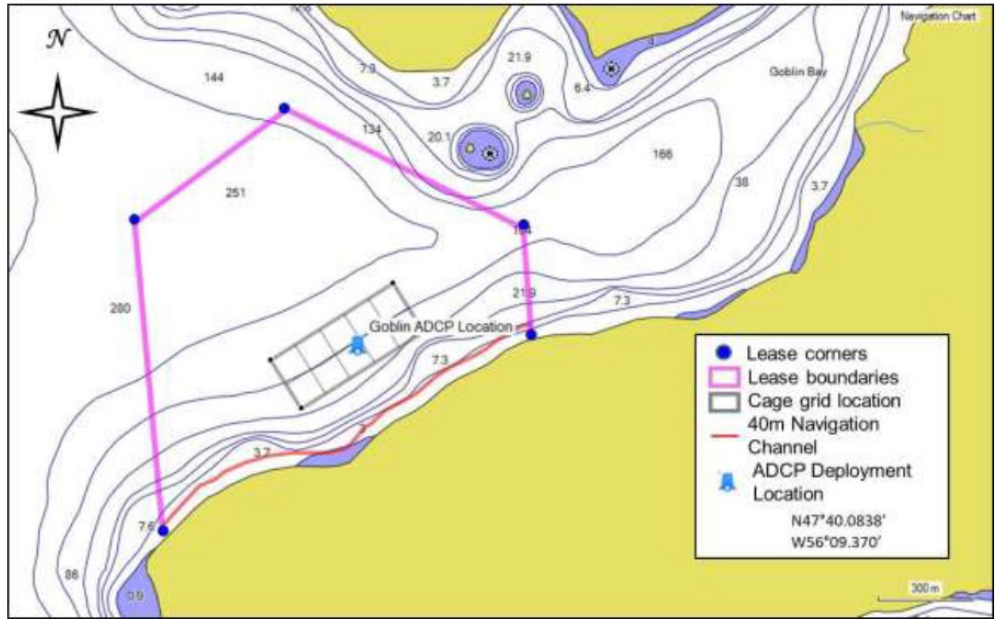 Navigation Chart
N
4
21.9
7.3
3.7
6.4
Goblin Bay
144
134
20.1
166
38
3.7
251
21.9
7.3
280
Goblin ADCP Location
7.3
3.7
7.6
86
0.9
Lease corners
Lease boundaries
Cage grid location
40m Navigation
Channel
ADCP Deployment
Location
N47°40.0838′
W56°09.370′
300 m